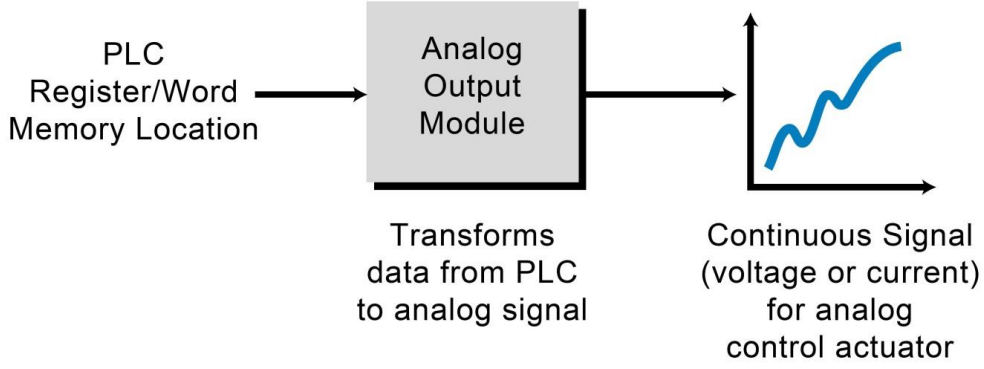 PLC
Register/Word
Memory Location
Analog
Output
Module
Transforms
data from PLC
to analog signal
Continuous Signal
(voltage or current)
for analog
control actuator